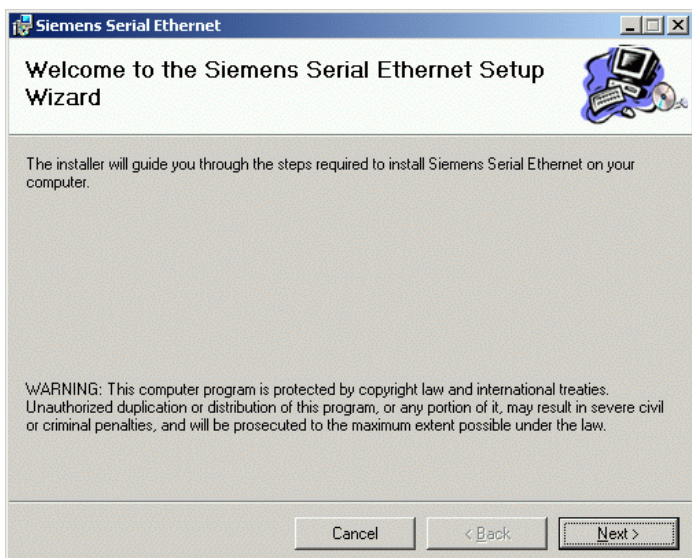 Siemens Serial Ethernet
Welcome to the Siemens Serial Ethernet Setup
Wizard
The installer will guide you through the steps required to install Siemens Serial Ethernet on your
computer.
WARNING: This computer program is protected by copyright law and international treaties.
Unauthorized duplication or distribution of this program, or any portion of it, may result in severe civil
or criminal penalties, and will be prosecuted to the maximum extent possible under the law.
Cancel < Back Next >